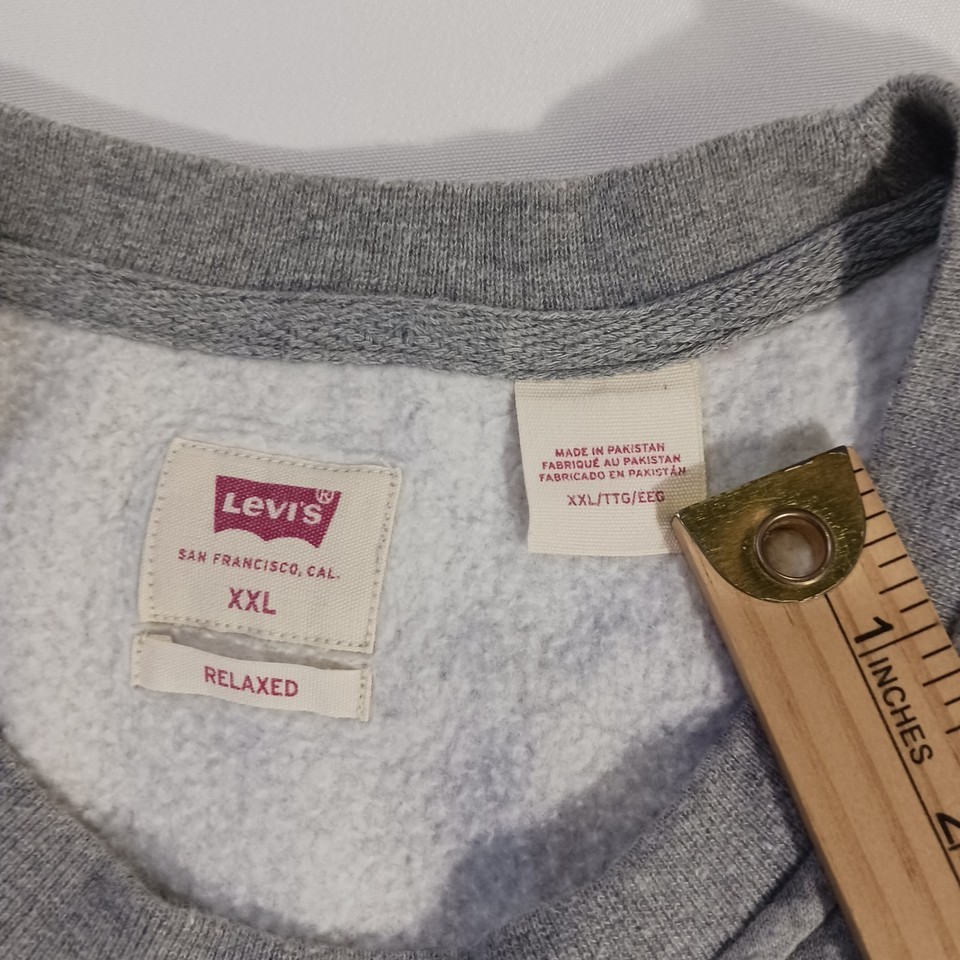 LEVI'S®
SAN FRANCISCO, CAL.
XXL
RELAXED
MADE IN PAKISTAN
FABRIQUÉ AU PAKISTAN
FABRICADO EN PAKISTÁN
XXL/TTG/EEG
1 INCHES
2